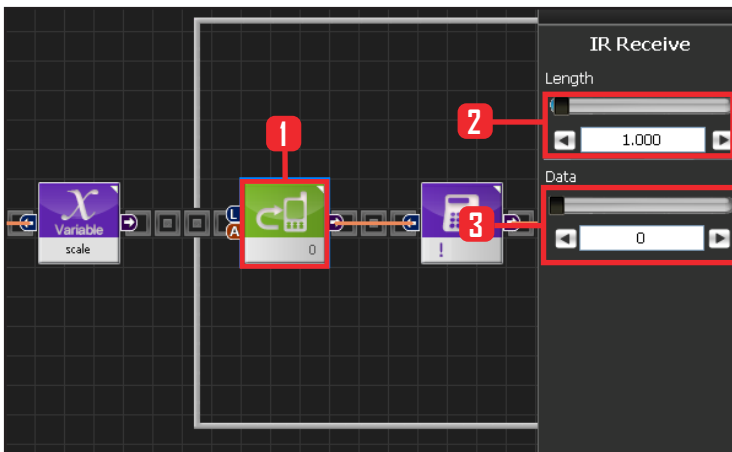 IR Receive
Length
1
2
1.000
Data
L
A
3
0
X
Variable
scale
0
!